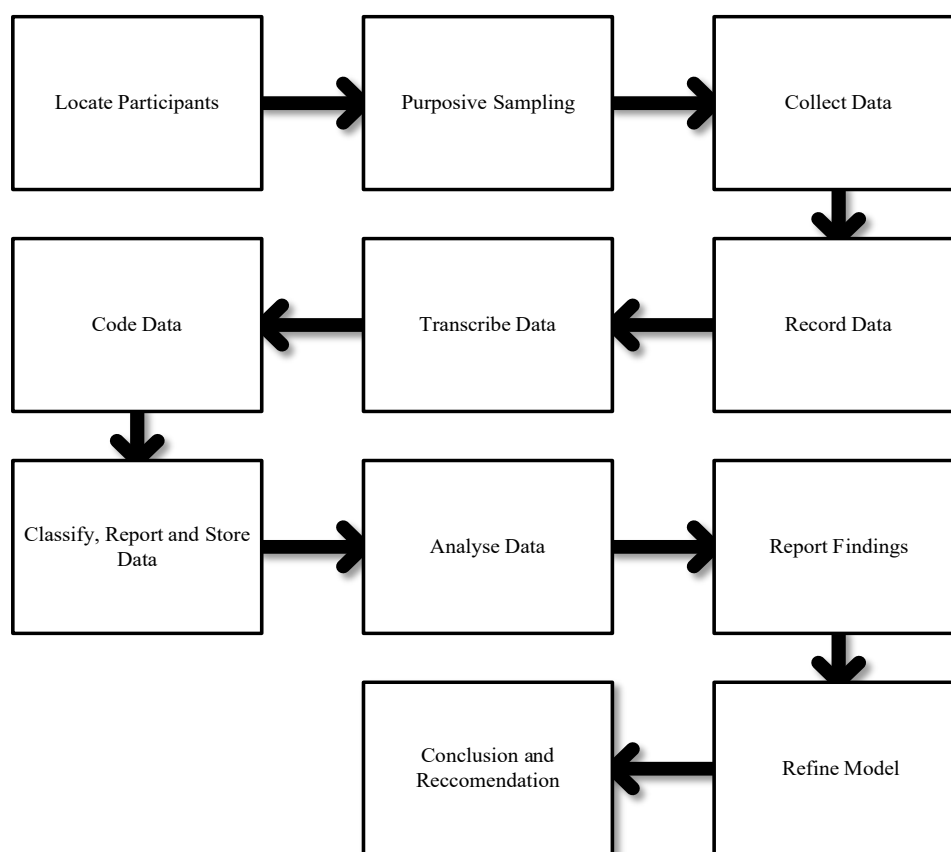 Locate Participants
Purposive Sampling
Collect Data
Record Data
Transcribe Data
Code Data
Classify, Report and Store
Data
Analyse Data
Report Findings
Refine Model
Conclusion and
Reccomendation